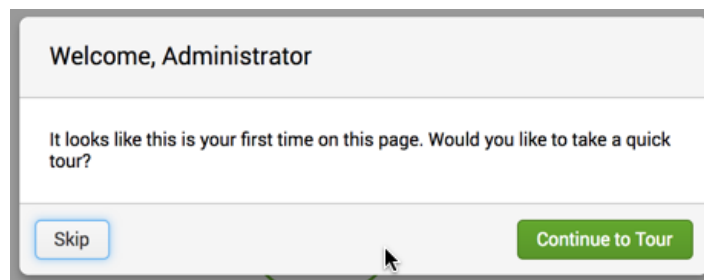 Welcome, Administrator
It looks like this is your first time on this page. Would you like to take a quick
tour?
Skip
Continue to Tour